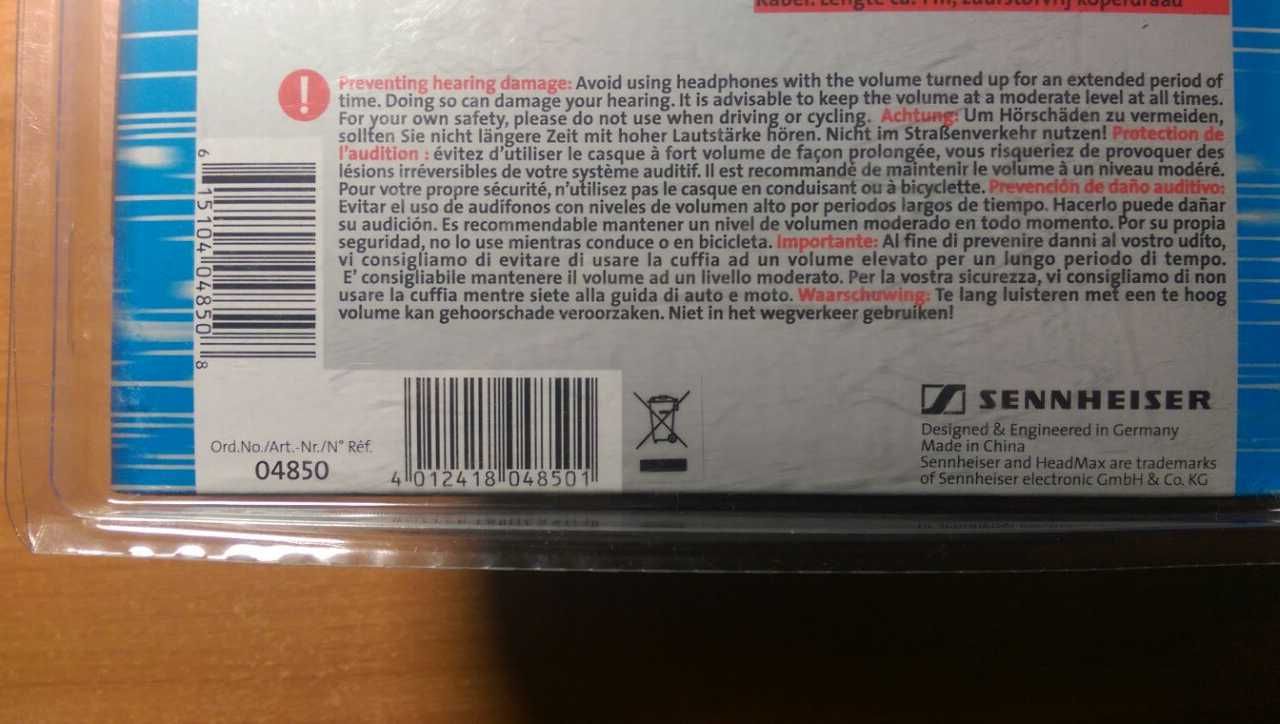 Kabel: Lengte ca. 1 m, zuurstofvrij koperdraad
Preventing hearing damage: Avoid using headphones with the volume turned up for an extended period of
time. Doing so can damage your hearing. It is advisable to keep the volume at a moderate level at all times.
For your own safety, please do not use when driving or cycling. Achtung: Um Hörschäden zu vermeiden,
sollten Sie nicht längere Zeit mit hoher Lautstärke hören. Nicht im Straßenverkehr nutzen! Protection de
l'audition : évitez d'utiliser le casque à fort volume de façon prolongée, vous risqueriez de provoquer des
lésions irréversibles de votre système auditif. Il est recommandé de maintenir le volume à un niveau modéré.
Pour votre propre sécurité, n'utilisez pas le casque en conduisant ou à bicyclette. Prevención de daño auditivo:
Evitar el uso de audífonos con niveles de volumen alto por periodos largos de tiempo. Hacerlo puede dañar
su audición. Es recommendable mantener un nivel de volumen moderado en todo momento. Por su propia
seguridad, no lo use mientras conduce o en bicicleta. Importante: Al fine di prevenire danni al vostro udito,
vi consigliamo di evitare di usare la cuffia ad un volume elevato per un lungo periodo di tempo.
E' consigliabile mantenere il volume ad un livello moderato. Per la vostra sicurezza, vi consigliamo di non
usare la cuffia mentre siete alla guida di auto e moto. Waarschuwing: Te lang luisteren met een te hoog
volume kan gehoorschade veroorzaken. Niet in het wegverkeer gebruiken!
6 15104 04850 8
Ord.No./Art.-Nr./N° Réf.
04850
4 012418 048501
SENNHEISER
Designed & Engineered in Germany
Made in China
Sennheiser and HeadMax are trademarks
of Sennheiser electronic GmbH & Co. KG